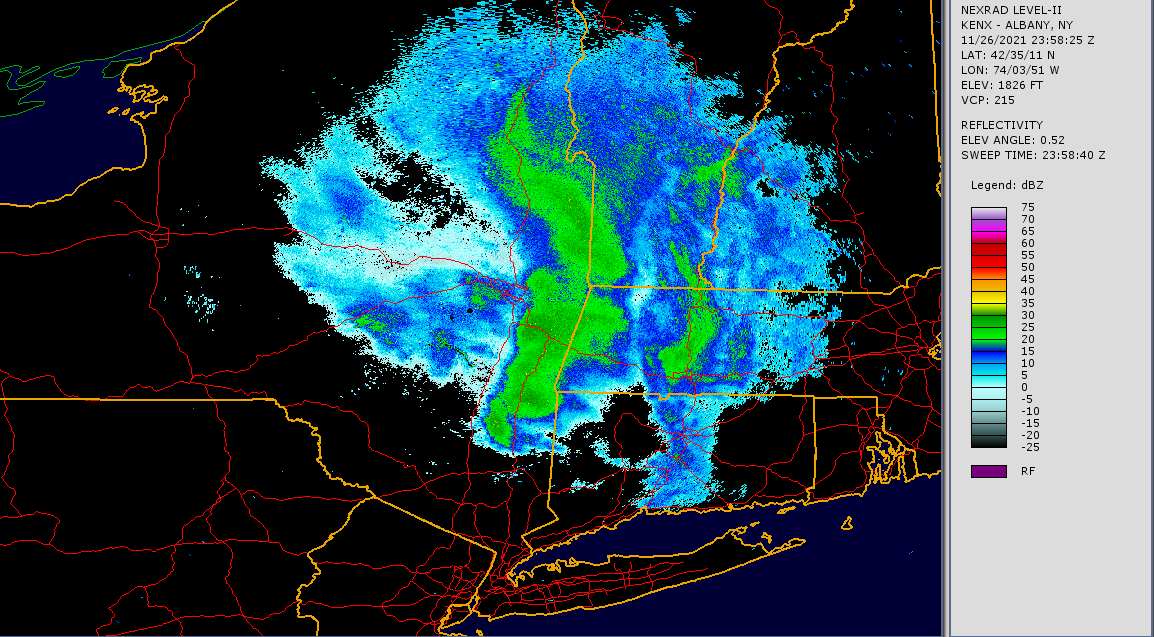 NEXRAD LEVEL-II
KENX - ALBANY, NY
11/26/2021 23:58:25 Z
LAT: 42/35/11 N
LON: 74/03/51 W
ELEV: 1826 FT
VCP: 215
REFLECTIVITY
ELEV ANGLE: 0.52
SWEEP TIME: 23:58:40 Z
Legend: dBZ
75
70
65
60
55
50
45
40
35
30
25
20
15
10
5
0
-5
-10
-15
-20
-25
RF